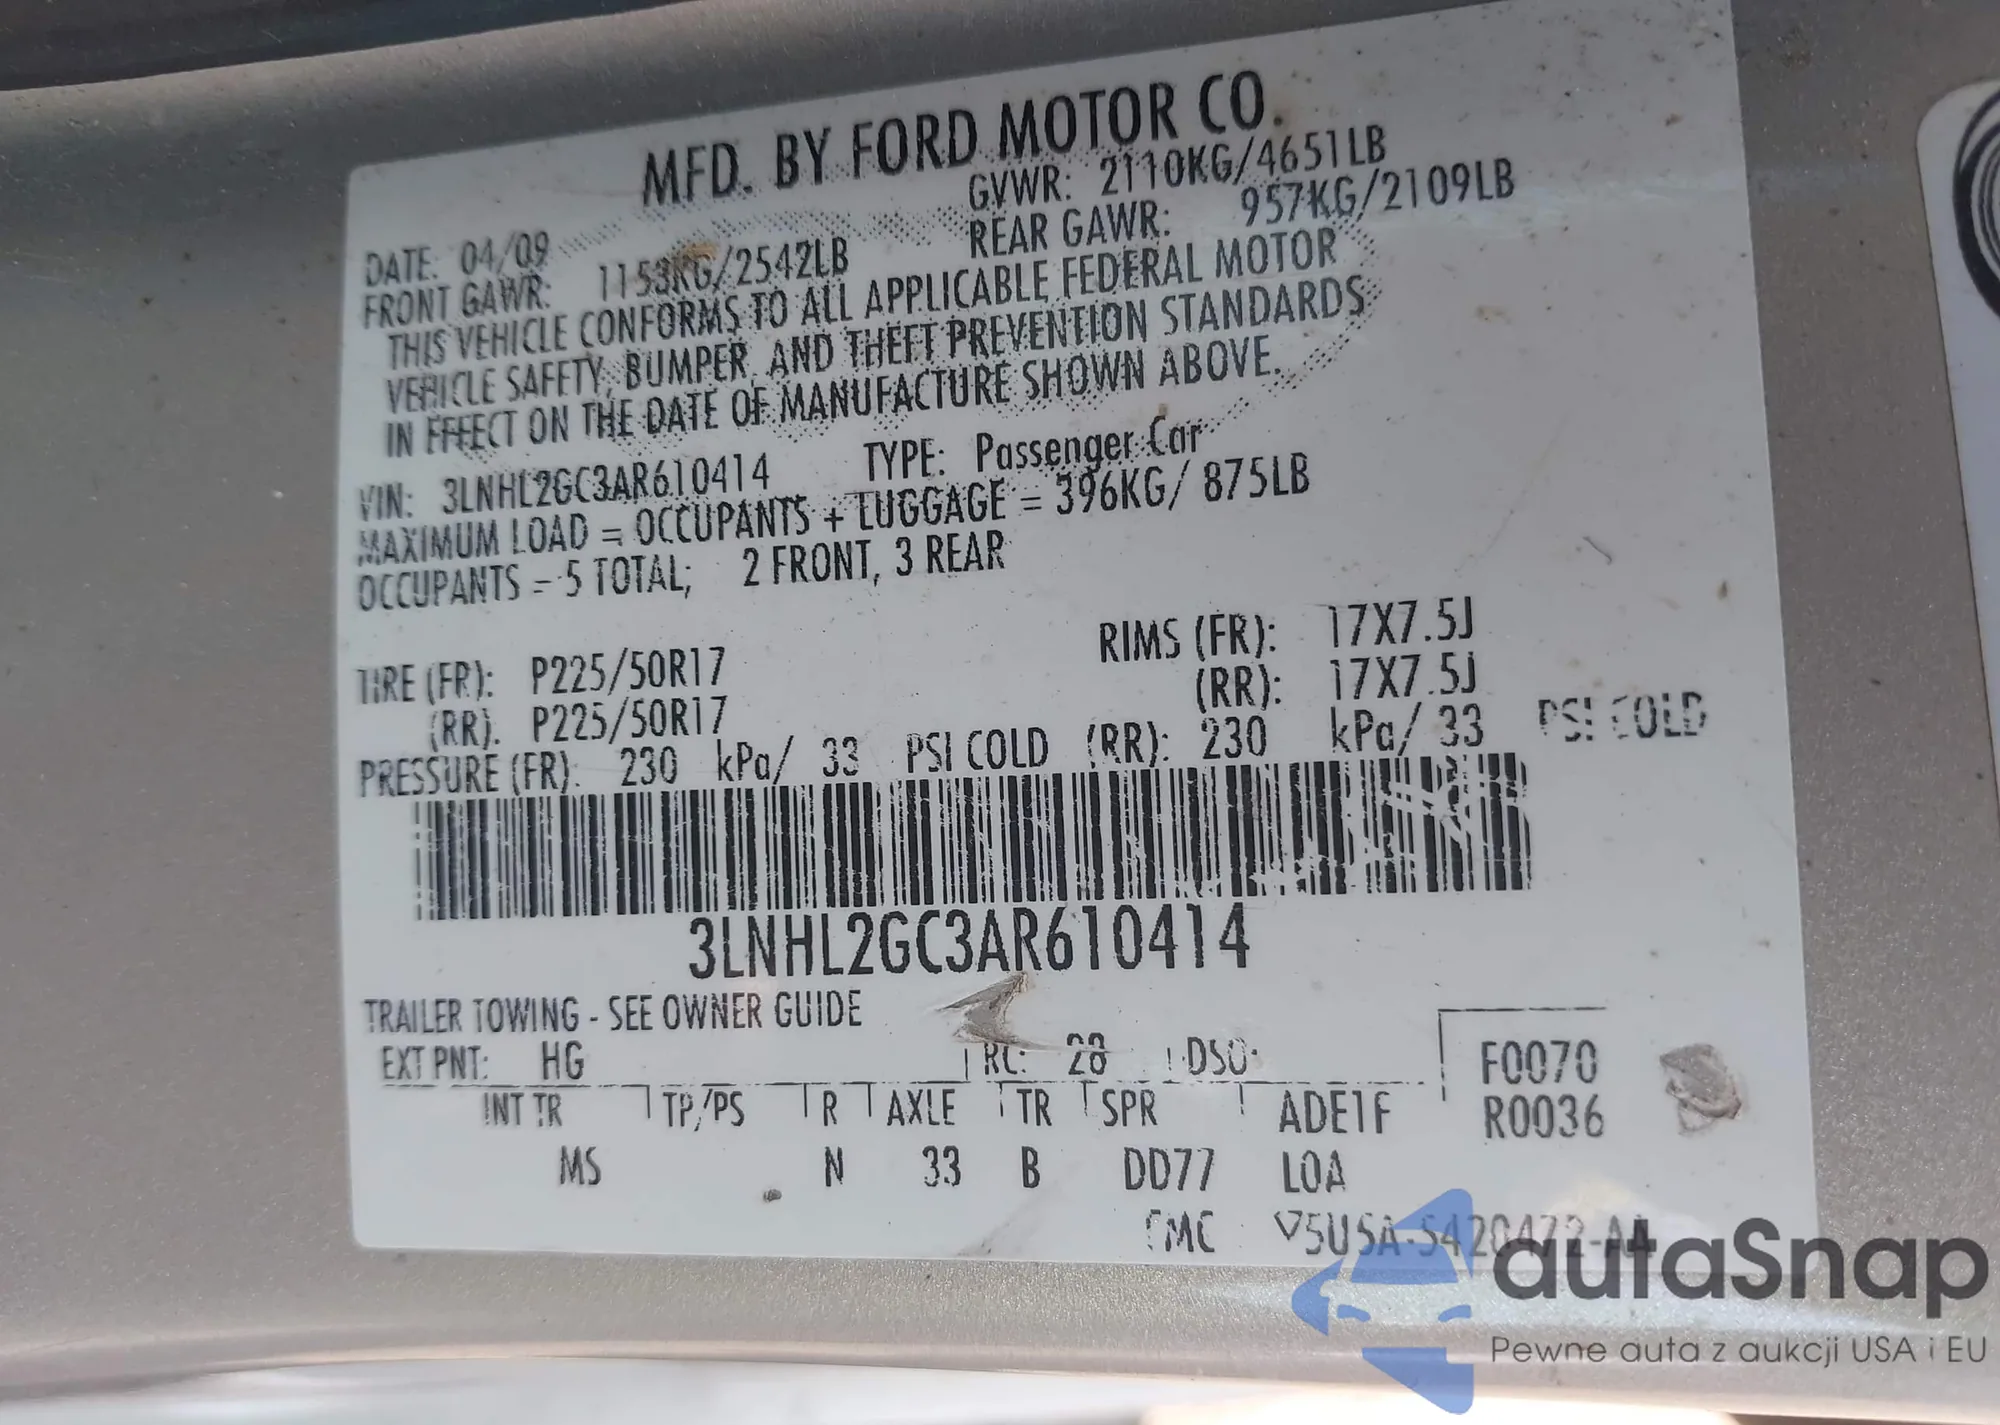 MFD. BY FORD MOTOR CO.
DATE: 04/09 GVWR: 2110KG/4651LB
FRONT GAWR: 1153KG/2542LB REAR GAWR: 957KG/2109LB
THIS VEHICLE CONFORMS TO ALL APPLICABLE FEDERAL MOTOR
VEHICLE SAFETY, BUMPER, AND THEFT PREVENTION STANDARDS
IN EFFECT ON THE DATE OF MANUFACTURE SHOWN ABOVE.
VIN: 3LNHL2GC3AR610414 TYPE: Passenger Car
MAXIMUM LOAD = OCCUPANTS + LUGGAGE = 396KG/ 875LB
OCCUPANTS = 5 TOTAL; 2 FRONT, 3 REAR
TIRE (FR): P225/50R17 RIMS (FR): 17X7.5J
(RR): P225/50R17 (RR): 17X7.5J
PRESSURE (FR): 230 kPa/ 33 PSI COLD (RR): 230 kPa/ 33 PSI COLD
3LNHL2GC3AR610414
TRAILER TOWING - SEE OWNER GUIDE
EXT PNT: HG RC: 28 DSO: F0070
INT TR TP/PS R AXLE TR SPR ADE1F R0036
MS N 33 B DD77 LOA
autaSnap
Pewne auta z aukcji USA i EU